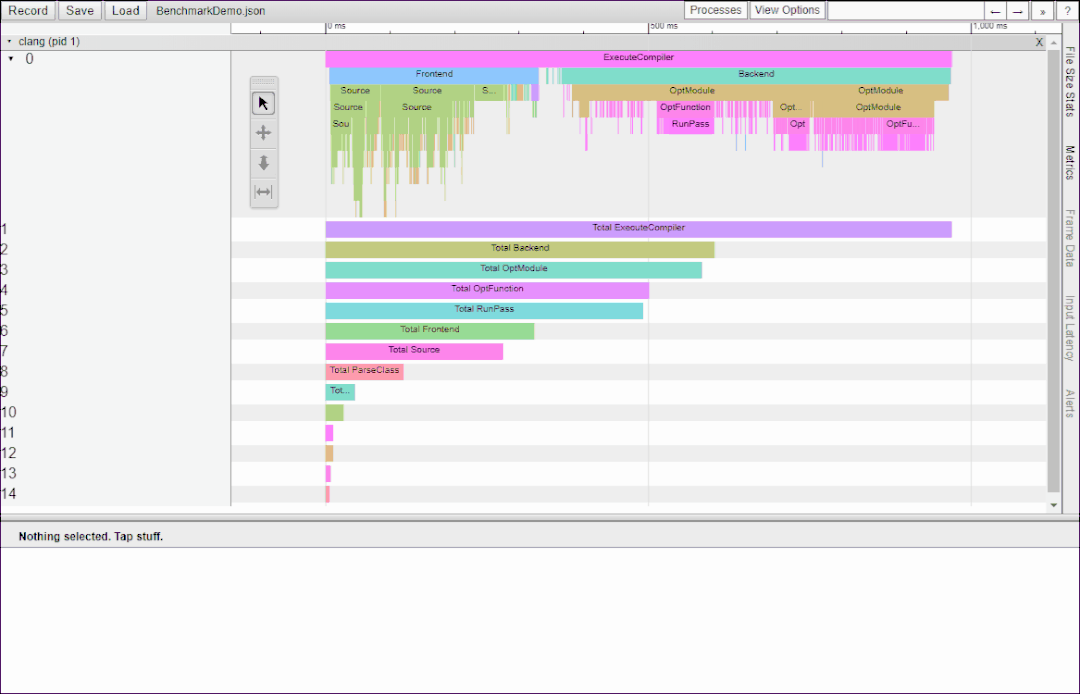 Record Save Load BenchmarkDemo.json Processes View Options ← → » ?
0 ms 500 ms 1,000 ms
clang (pid 1) X
0
ExecuteCompiler
Frontend Backend
Source Source S... OptModule OptModule
Source Source OptFunction Opt... OptModule
Sou RunPass Opt OptFu...
1 Total ExecuteCompiler
2 Total Backend
3 Total OptModule
4 Total OptFunction
5 Total RunPass
6 Total Frontend
7 Total Source
8 Total ParseClass
9 Tot...
10
11
12
13
14
File Size Stats
Metrics
Frame Data
Input Latency
Alerts
Nothing selected. Tap stuff.